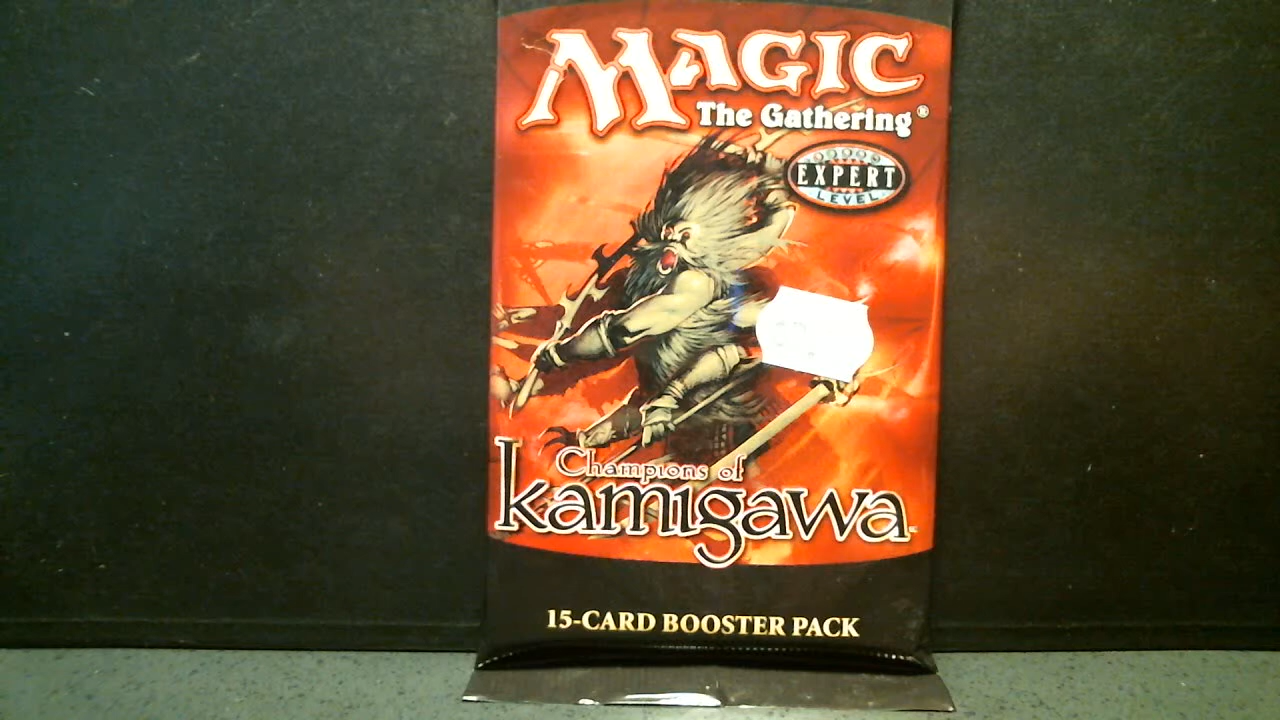 MAGIC
The Gathering®
EXPERT
LEVEL
Champions of
kamigawa
15-CARD BOOSTER PACK